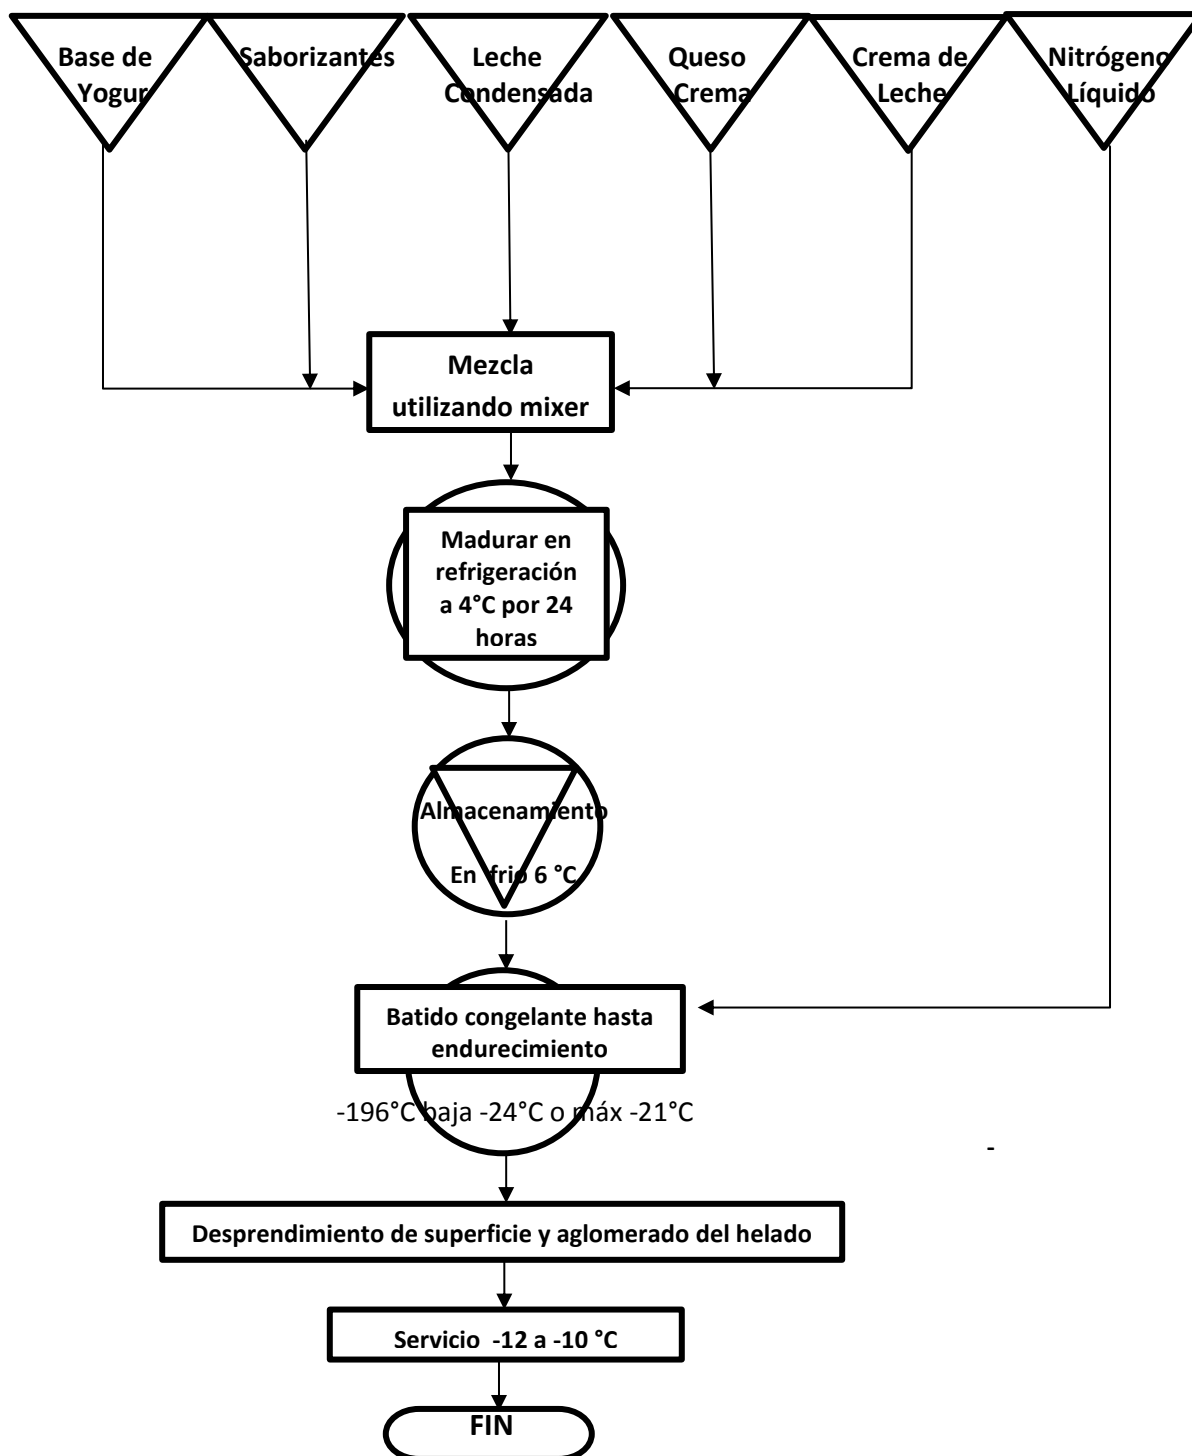 Base de
Yogur
Saborizantes
Leche
Condensada
Queso
Crema
Crema de
Leche
Nitrógeno
Líquido
Mezcla
utilizando mixer
Madurar en
refrigeración
a 4°C por 24
horas
Almacenamiento
En frio 6 °C
Batido congelante hasta
endurecimiento
-196°C baja -24°C o máx -21°C
-
Desprendimiento de superficie y aglomerado del helado
Servicio -12 a -10 °C
FIN